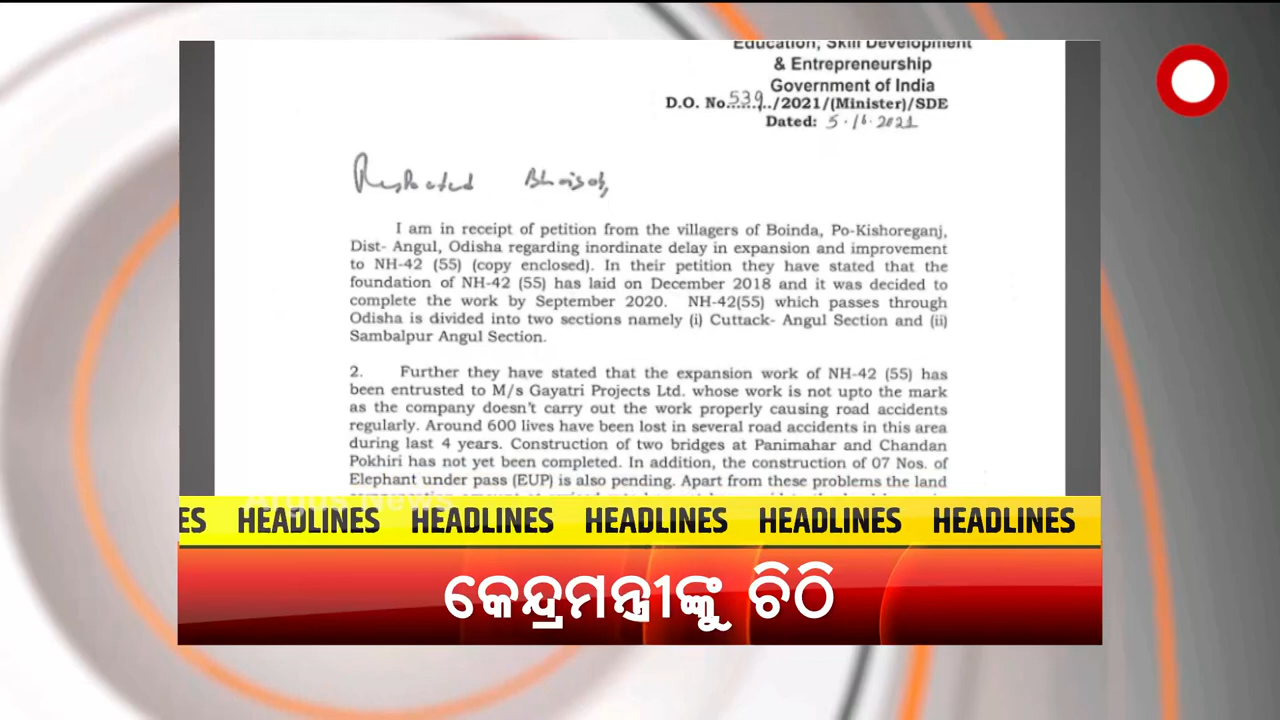 Education, Skill Development
& Entrepreneurship
Government of India
D.O. No.539../2021/(Minister)/SDE
Dated: 5.16.2021
Respected Bhaisab,
I am in receipt of petition from the villagers of Boinda, Po-Kishoreganj,
Dist- Angul, Odisha regarding inordinate delay in expansion and improvement
to NH-42 (55) (copy enclosed). In their petition they have stated that the
foundation of NH-42 (55) has laid on December 2018 and it was decided to
complete the work by September 2020. NH-42(55) which passes through
Odisha is divided into two sections namely (i) Cuttack- Angul Section and (ii)
Sambalpur Angul Section.
2. Further they have stated that the expansion work of NH-42 (55) has
been entrusted to M/s Gayatri Projects Ltd. whose work is not upto the mark
as the company doesn't carry out the work properly causing road accidents
regularly. Around 600 lives have been lost in several road accidents in this area
during last 4 years. Construction of two bridges at Panimahar and Chandan
Pokhiri has not yet been completed. In addition, the construction of 07 Nos. of
Elephant under pass (EUP) is also pending. Apart from these problems the land
Argus News
ES HEADLINES HEADLINES HEADLINES HEADLINES HEADLINES
କେନ୍ଦ୍ରମନ୍ତ୍ରୀଙ୍କୁ ଚିଠି